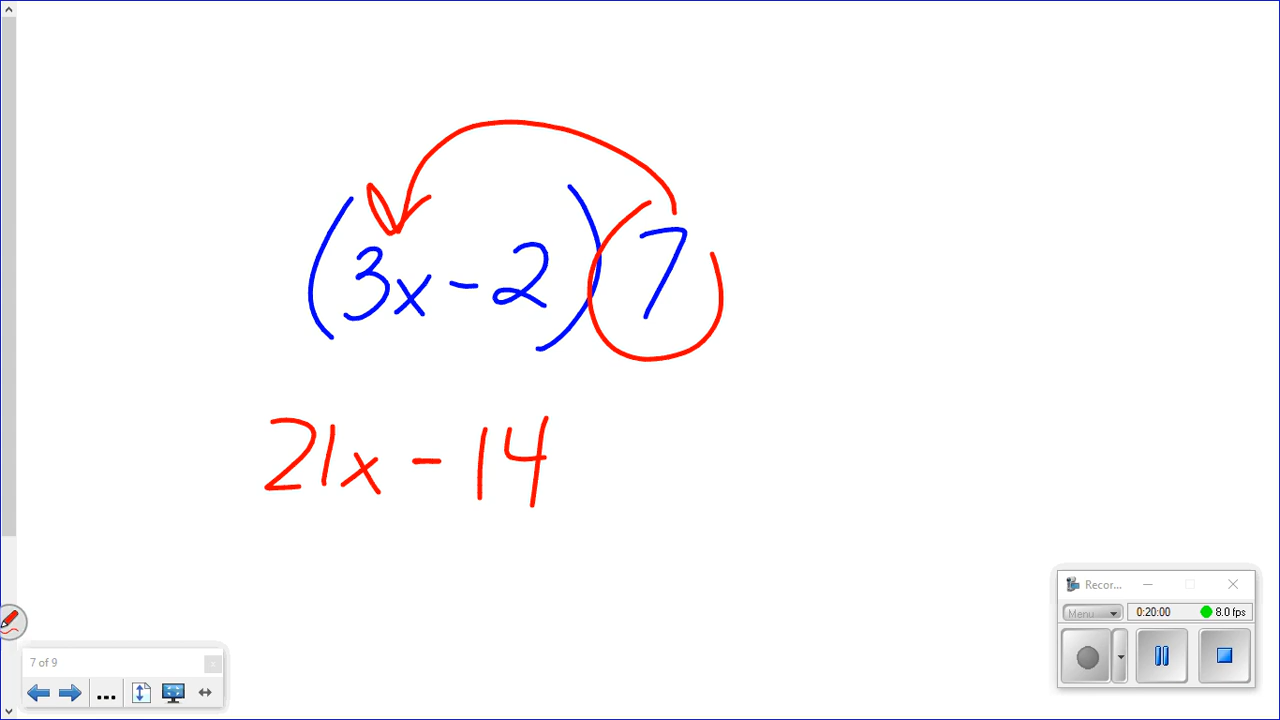 (3x - 2) 7
21x - 14
Recor...
Menu
0:20:00
8.0 fps
7 of 9